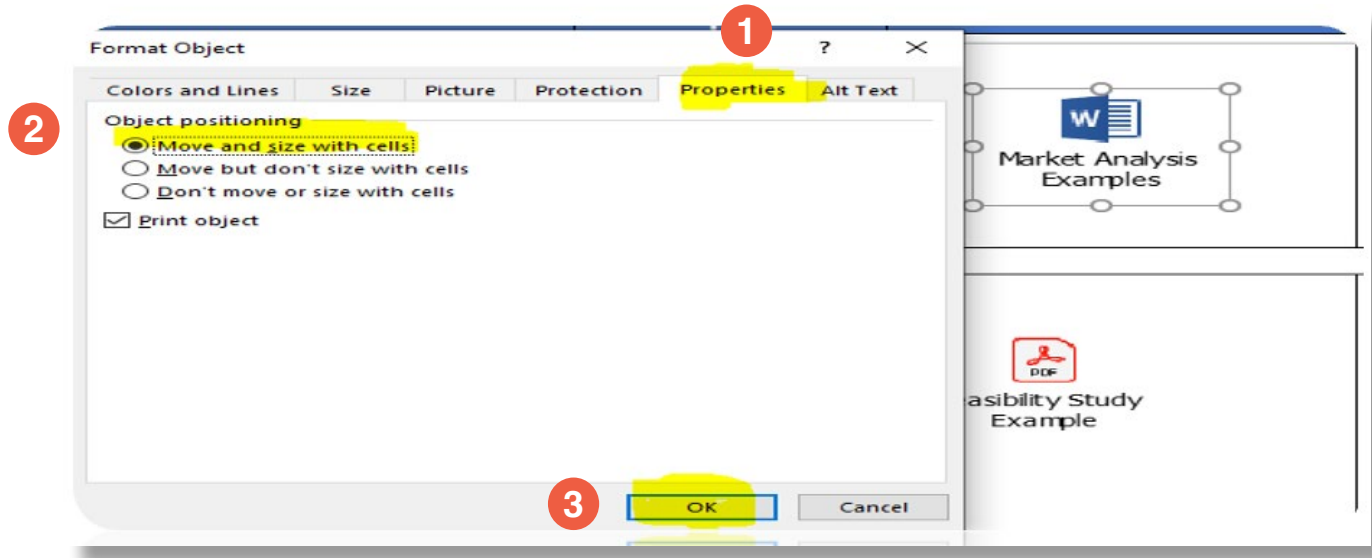 1
Format Object
?
Colors and Lines Size Picture Protection Properties Alt Text
2
Object positioning
Move and size with cells
Move but don't size with cells
Don't move or size with cells
Print object
3
OK Cancel
W
Market Analysis
Examples
PDF
asibility Study
Example